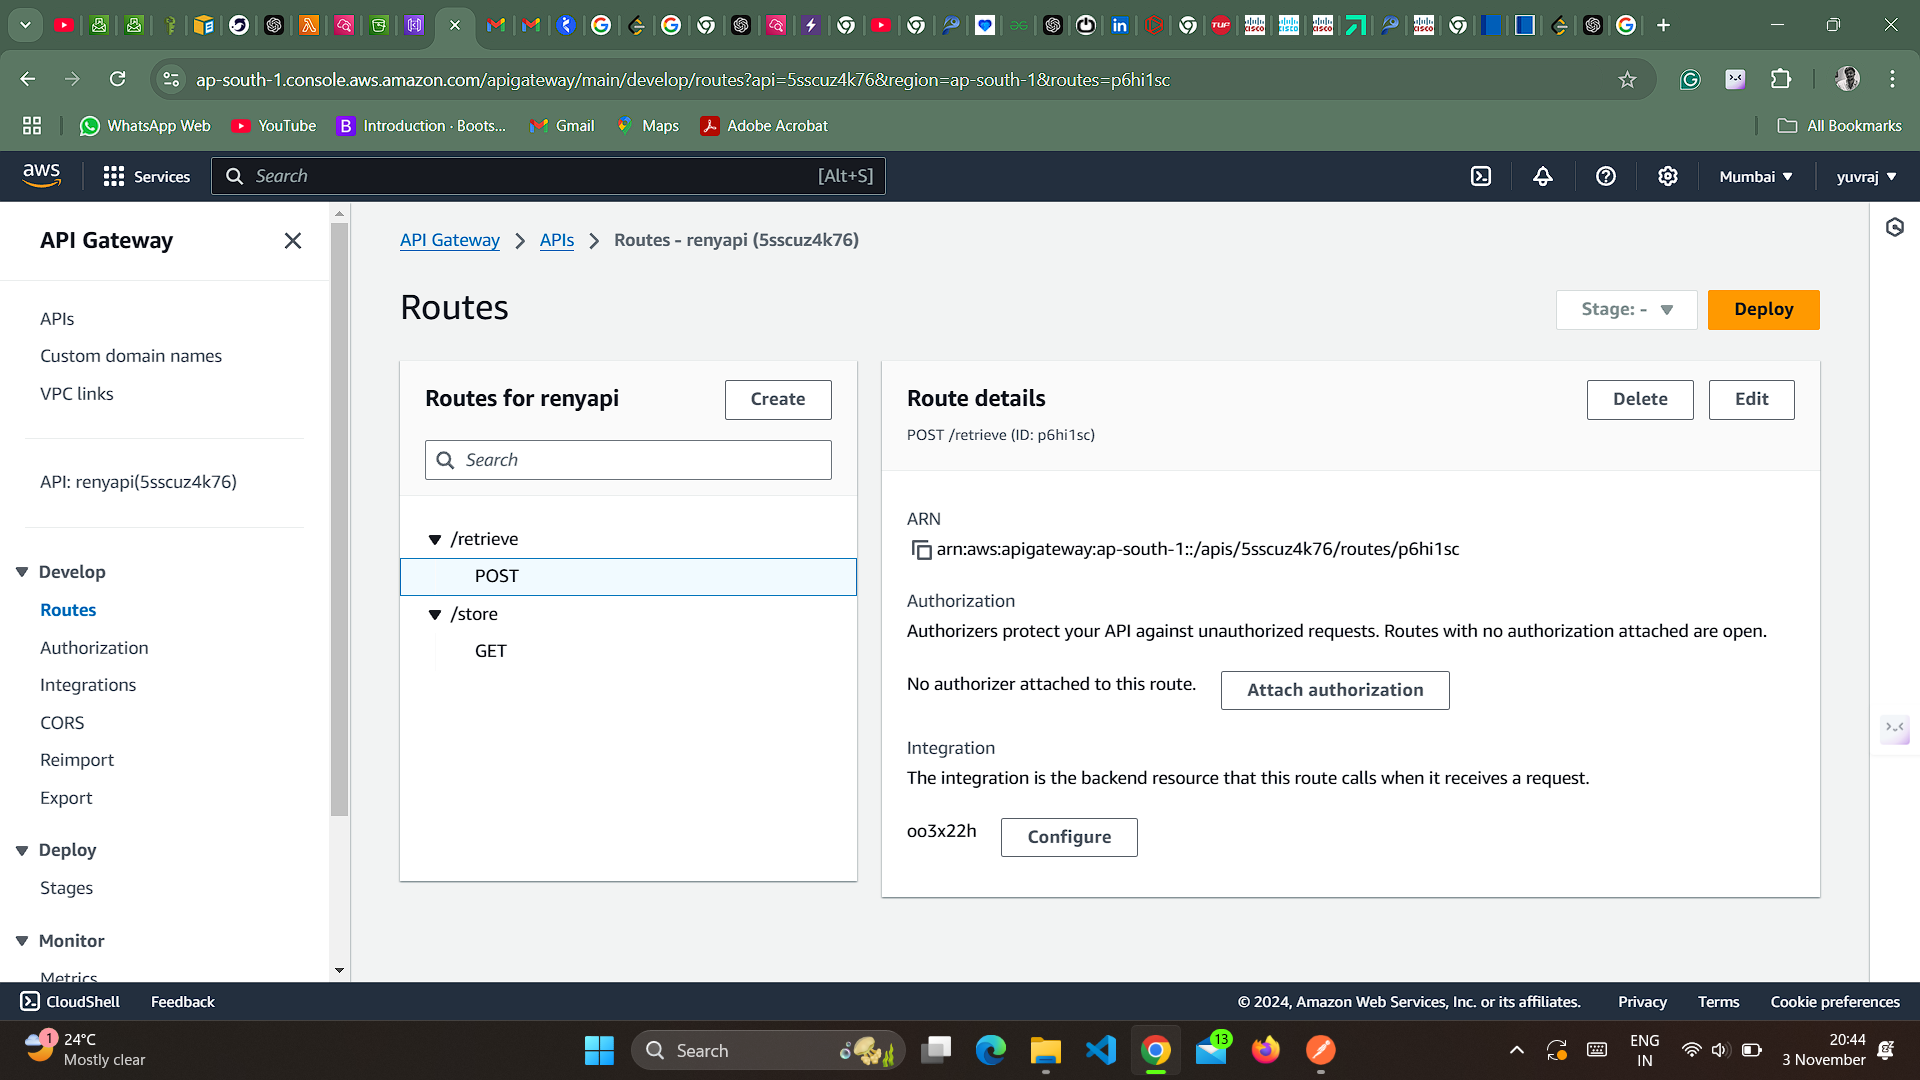 ap-south-1.console.aws.amazon.com/apigateway/main/develop/routes?api=5sscuz4k76&region=ap-south-1&routes=p6hi1sc
WhatsApp Web
YouTube
Introduction · Boots...
Gmail
Maps
Adobe Acrobat
All Bookmarks
aws
Services
Search
[Alt+S]
Mumbai
yuvraj
API Gateway
APIs
Custom domain names
VPC links
API: renyapi(5sscuz4k76)
Develop
Routes
Authorization
Integrations
CORS
Reimport
Export
Deploy
Stages
Monitor
Metrics
API Gateway
APIs
Routes - renyapi (5sscuz4k76)
Routes
Stage: -
Deploy
Routes for renyapi
Create
Search
/retrieve
POST
/store
GET
Route details
Delete
Edit
POST /retrieve (ID: p6hi1sc)
ARN
arn:aws:apigateway:ap-south-1::/apis/5sscuz4k76/routes/p6hi1sc
Authorization
Authorizers protect your API against unauthorized requests. Routes with no authorization attached are open.
No authorizer attached to this route.
Attach authorization
Integration
The integration is the backend resource that this route calls when it receives a request.
oo3x22h
Configure
CloudShell
Feedback
© 2024, Amazon Web Services, Inc. or its affiliates.
Privacy
Terms
Cookie preferences
1
24°C
Mostly clear
Search
13
ENG
IN
20:44
3 November